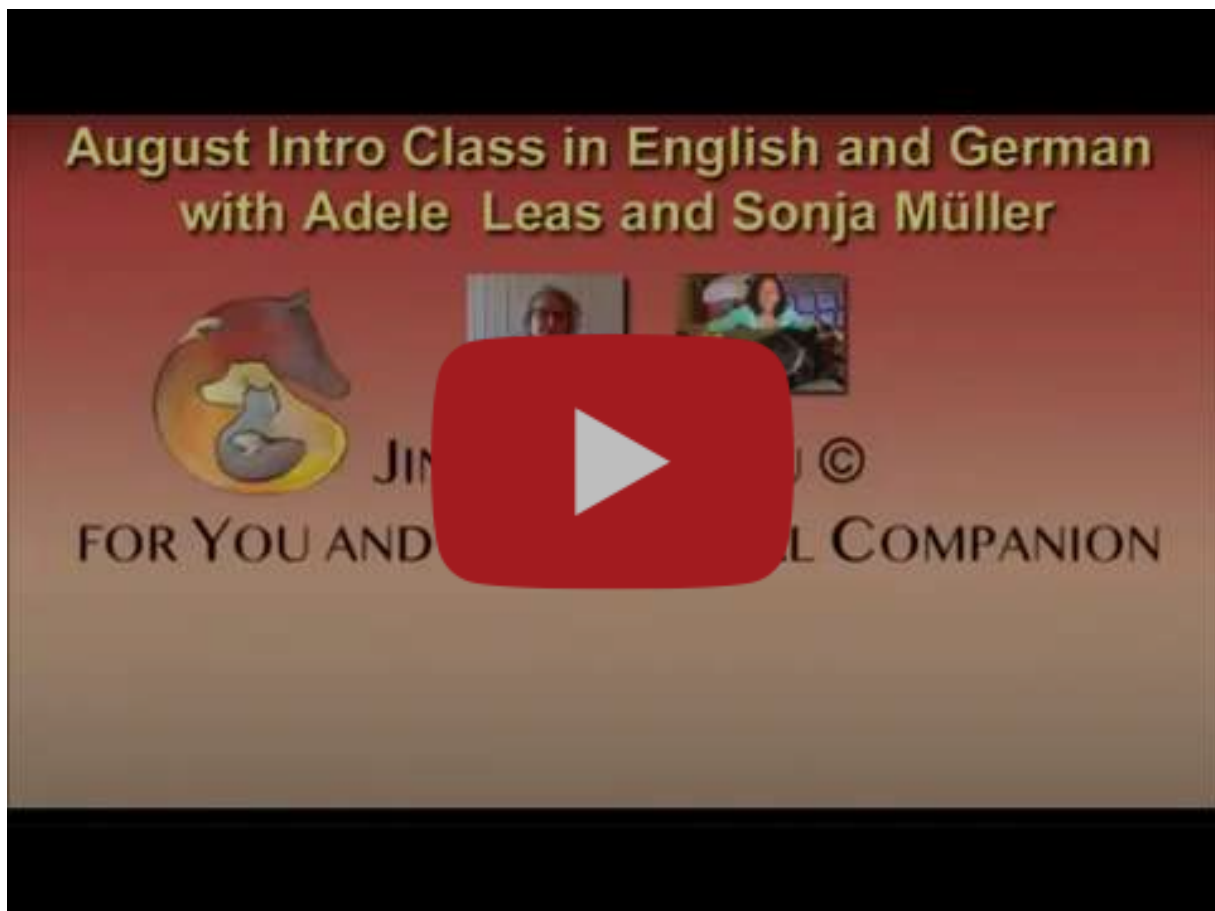 August Intro Class in English and German
with Adele Leas and Sonja Müller
©
FOR YOU AND COMPANION